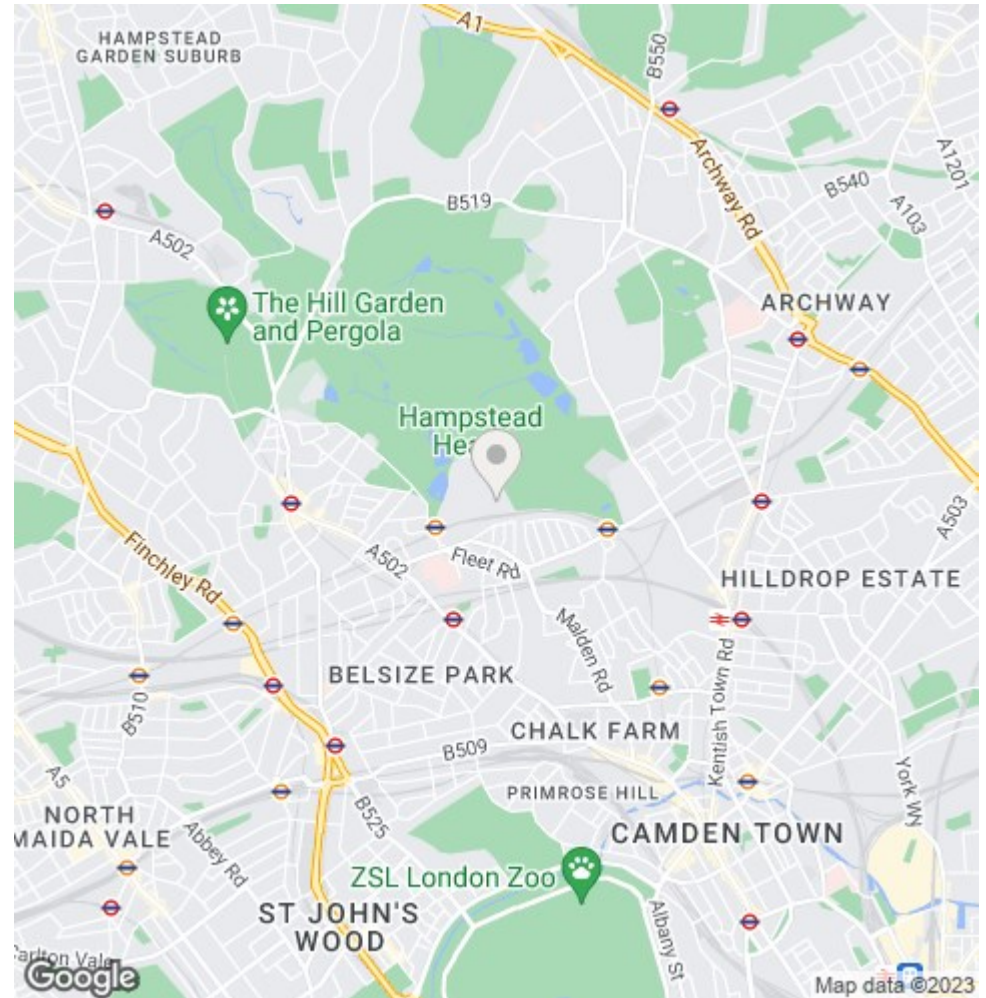 HAMPSTEAD
GARDEN SUBURB
A1
B550
Archway Rd
A1201
B540
A103
B519
A502
The Hill Garden
and Pergola
ARCHWAY
Hampstead
Hea
A503
Finchley Rd
A502
Fleet Rd
HILLDROP ESTATE
Malden Rd
BELSIZE PARK
Kentish Town Rd
B510
CHALK FARM
B509
A5
PRIMROSE HILL
York WN
NORTH
MAIDA VALE
B525
Abbey Rd
CAMDEN TOWN
ZSL London Zoo
Albany St
ST JOHN'S
WOOD
Carlton Vale
Google
Map data ©2023